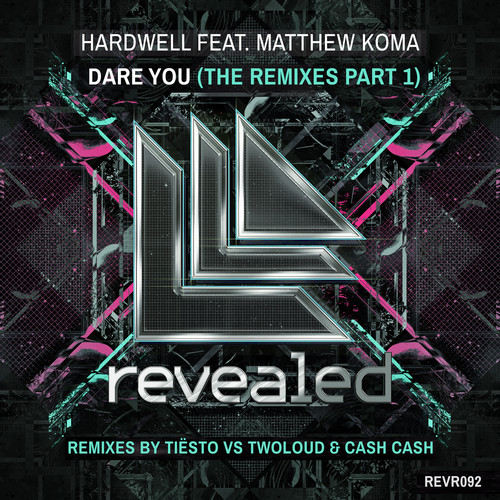 HARDWELL FEAT. MATTHEW KOMA
DARE YOU (THE REMIXES PART 1)
revealed
REMIXES BY TIËSTO VS TWOLOUD & CASH CASH
REVR092